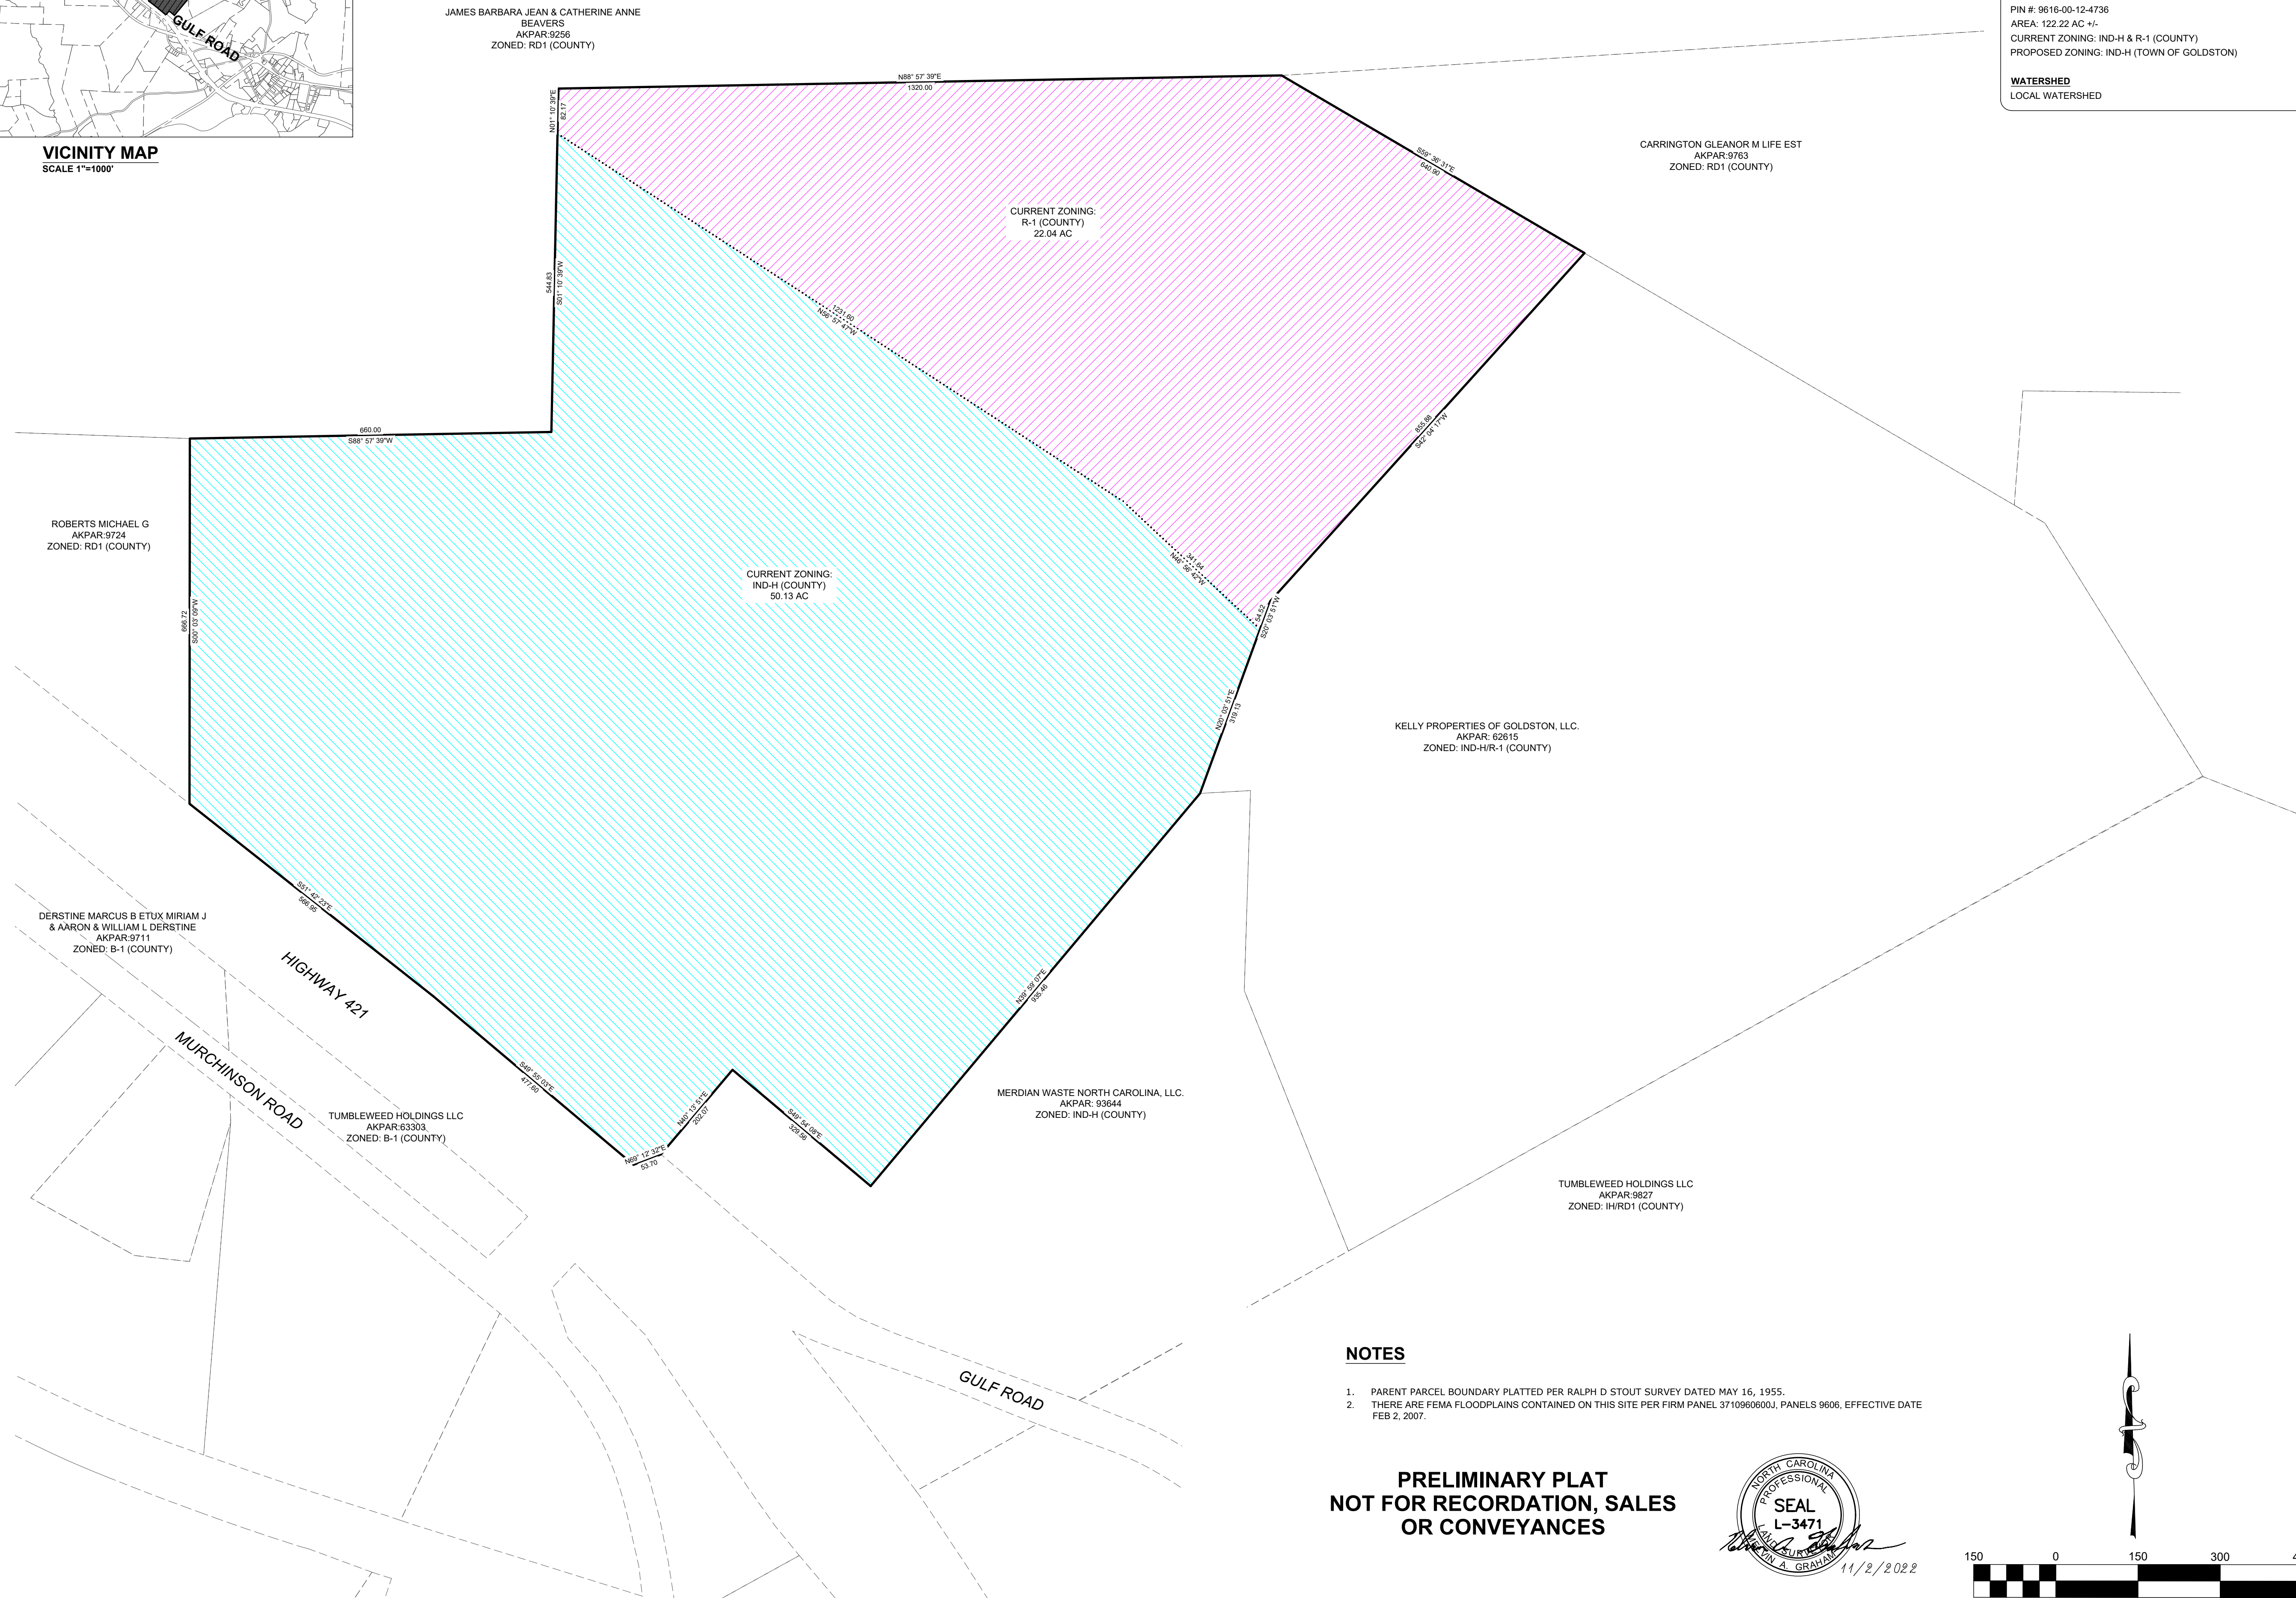 GULF ROAD
VICINITY MAP
SCALE 1"=1000'
JAMES BARBARA JEAN & CATHERINE ANNE
BEAVERS
AKPAR:9256
ZONED: RD1 (COUNTY)
PIN #: 9616-00-12-4736
AREA: 122.22 AC +/-
CURRENT ZONING: IND-H & R-1 (COUNTY)
PROPOSED ZONING: IND-H (TOWN OF GOLDSTON)
WATERSHED
LOCAL WATERSHED
N88° 57' 39"E
1320.00
N01° 10' 39"E
82.17
S59° 36' 31"E
640.90
CARRINGTON GLEANOR M LIFE EST
AKPAR:9763
ZONED: RD1 (COUNTY)
CURRENT ZONING:
R-1 (COUNTY)
22.04 AC
544.83
S01° 10' 39"W
1231.60
N56° 57' 47"W
660.00
S88° 57' 39"W
855.88
S42° 04' 17"W
ROBERTS MICHAEL G
AKPAR:9724
ZONED: RD1 (COUNTY)
341.64
N46° 56' 42"W
CURRENT ZONING:
IND-H (COUNTY)
50.13 AC
666.72
S00° 03' 09"W
54.52
S20° 03' 51"W
N20° 03' 51"E
319.13
KELLY PROPERTIES OF GOLDSTON, LLC.
AKPAR: 62615
ZONED: IND-H/R-1 (COUNTY)
S51° 42' 23"E
566.95
DERSTINE MARCUS B ETUX MIRIAM J
& AARON & WILLIAM L DERSTINE
AKPAR:9711
ZONED: B-1 (COUNTY)
HIGHWAY 421
N39° 59' 07"E
935.46
MURCHINSON ROAD
S49° 55' 03"E
477.60
TUMBLEWEED HOLDINGS LLC
AKPAR:63303
ZONED: B-1 (COUNTY)
N40° 13' 51"E
202.07
S49° 54' 08"E
329.56
N69° 12' 32"E
53.70
MERDIAN WASTE NORTH CAROLINA, LLC.
AKPAR: 93644
ZONED: IND-H (COUNTY)
TUMBLEWEED HOLDINGS LLC
AKPAR:9827
ZONED: IH/RD1 (COUNTY)
GULF ROAD
NOTES
1. PARENT PARCEL BOUNDARY PLATTED PER RALPH D STOUT SURVEY DATED MAY 16, 1955.
2. THERE ARE FEMA FLOODPLAINS CONTAINED ON THIS SITE PER FIRM PANEL 3710960600J, PANELS 9606, EFFECTIVE DATE
FEB 2, 2007.
PRELIMINARY PLAT
NOT FOR RECORDATION, SALES
OR CONVEYANCES
NORTH CAROLINA
PROFESSIONAL
SEAL
L-3471
LAND SURVEYOR
MELVIN A. GRAHAM
11/2/2022
150 0 150 300